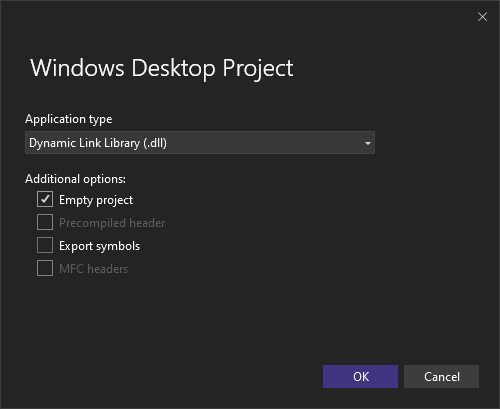 Windows Desktop Project
Application type
Dynamic Link Library (.dll)
Additional options:
Empty project
Precompiled header
Export symbols
MFC headers
OK Cancel